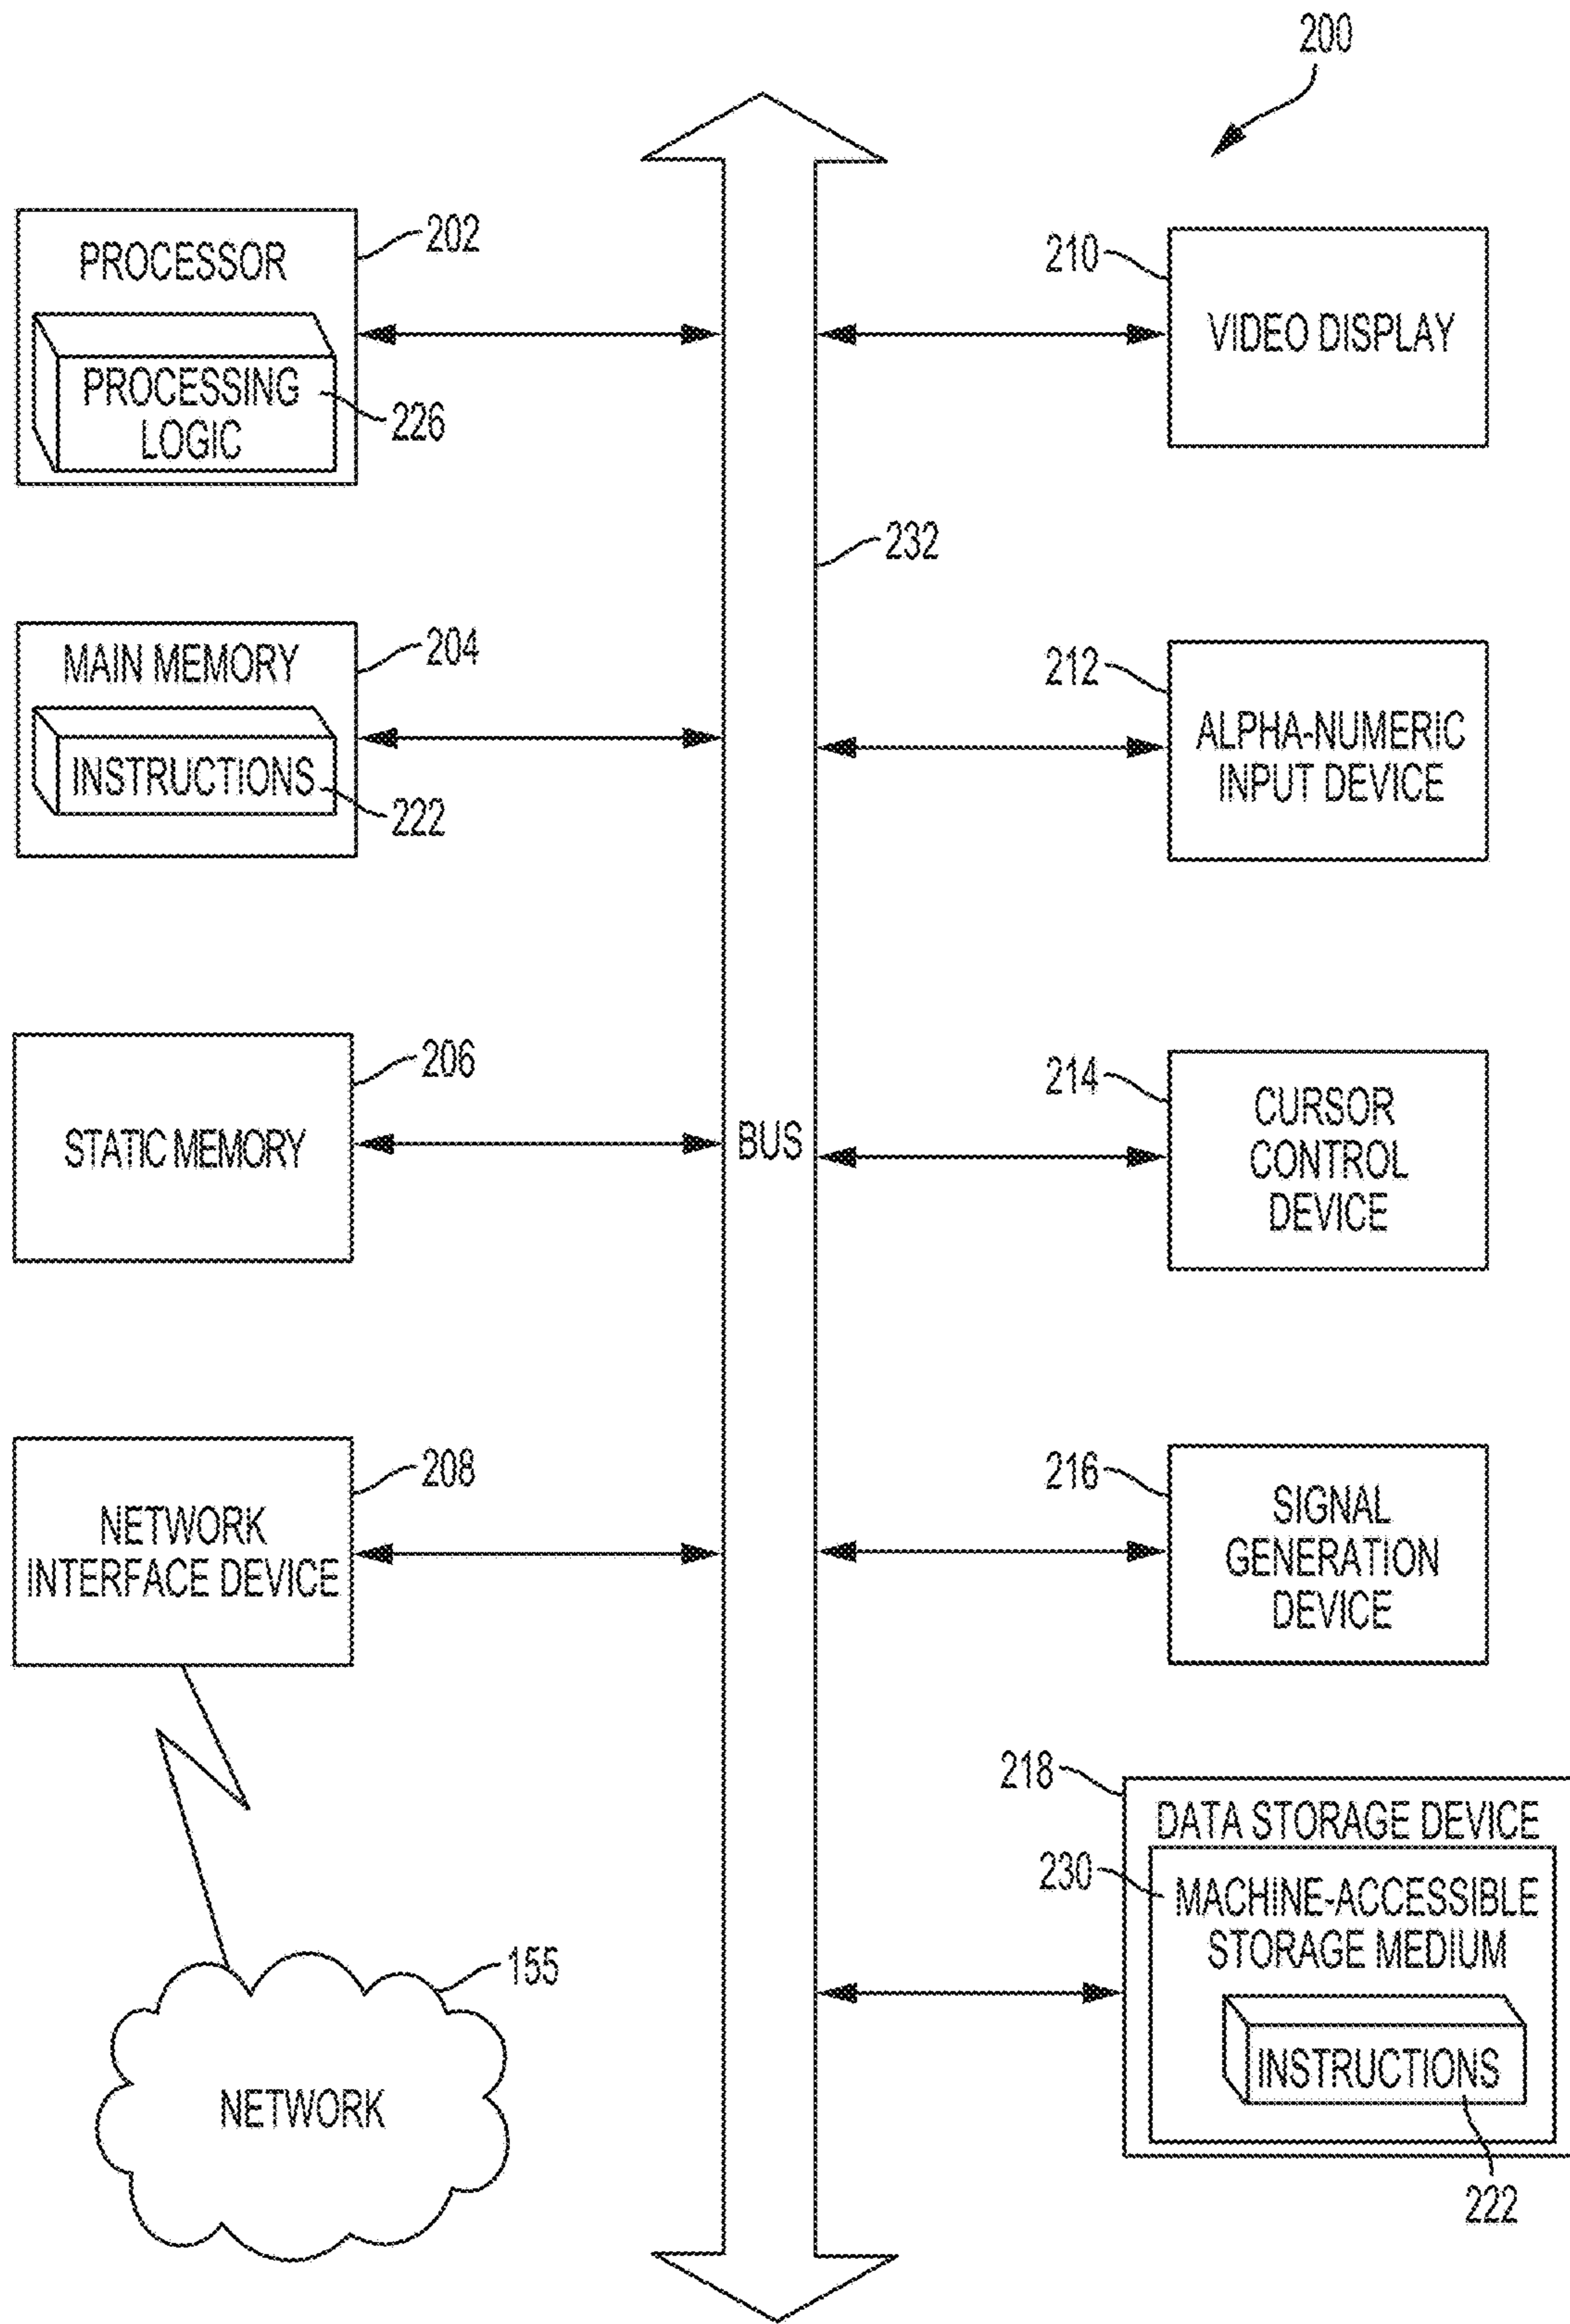 200
PROCESSOR
202
PROCESSING
LOGIC
226
MAIN MEMORY
204
INSTRUCTIONS
222
STATIC MEMORY
206
NETWORK
INTERFACE DEVICE
208
155
NETWORK
BUS
232
210
VIDEO DISPLAY
212
ALPHA-NUMERIC
INPUT DEVICE
214
CURSOR
CONTROL
DEVICE
216
SIGNAL
GENERATION
DEVICE
218
DATA STORAGE DEVICE
230
MACHINE-ACCESSIBLE
STORAGE MEDIUM
INSTRUCTIONS
222